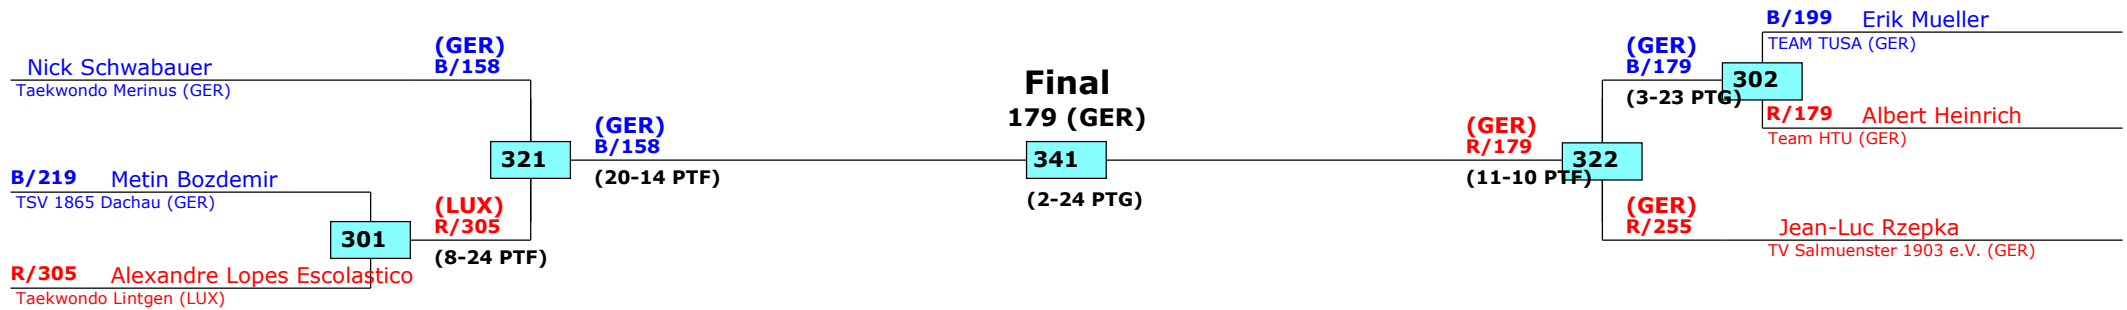 (GER)
B/158
Nick Schwabauer
Taekwondo Merinus (GER)
321
(GER)
B/158
(20-14 PTF)
B/219 Metin Bozdemir
TSV 1865 Dachau (GER)
301
(LUX)
R/305
(8-24 PTF)
R/305 Alexandre Lopes Escolastico
Taekwondo Lintgen (LUX)
Final
179 (GER)
341
(2-24 PTG)
B/199 Erik Mueller
TEAM TUSA (GER)
(GER)
B/179
(3-23 PTG)
302
R/179 Albert Heinrich
Team HTU (GER)
(GER)
R/179
(11-10 PTF)
322
(GER)
R/255
Jean-Luc Rzepka
TV Salmuenster 1903 e.V. (GER)